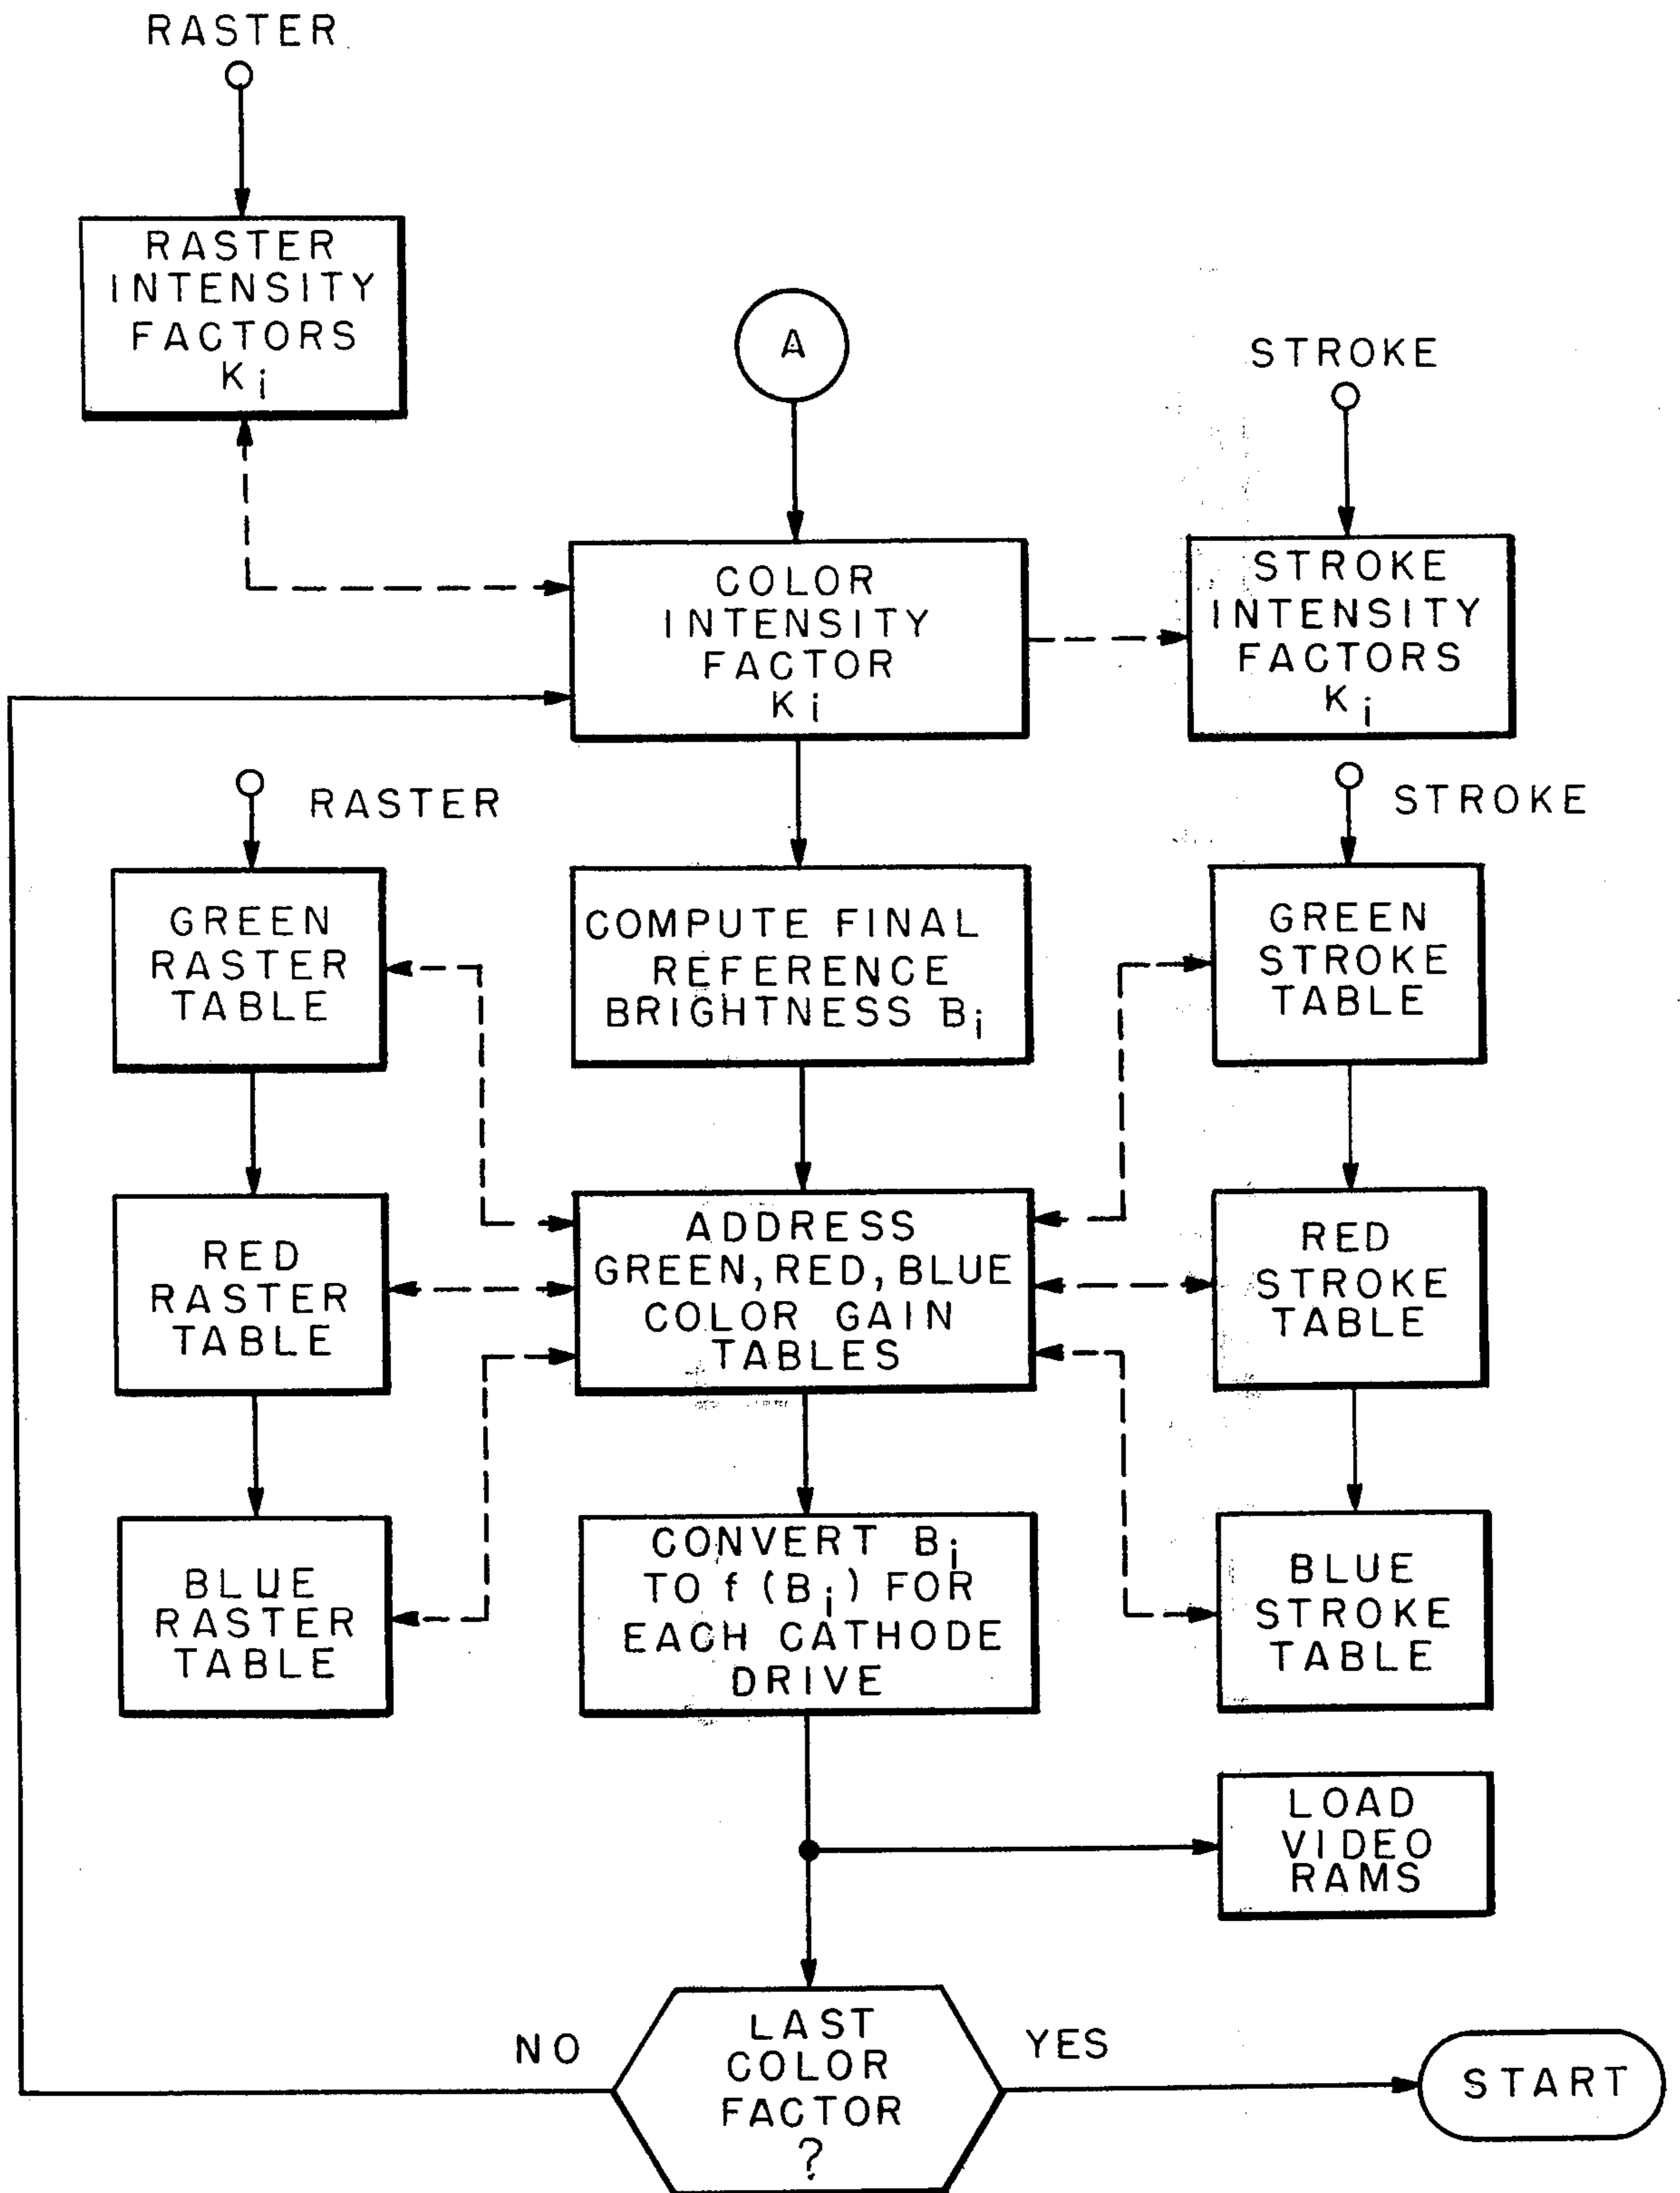 RASTER
RASTER
INTENSITY
FACTORS
Ki
A
STROKE
COLOR
INTENSITY
FACTOR
Ki
STROKE
INTENSITY
FACTORS
Ki
RASTER
STROKE
GREEN
RASTER
TABLE
COMPUTE FINAL
REFERENCE
BRIGHTNESS Bi
GREEN
STROKE
TABLE
RED
RASTER
TABLE
ADDRESS
GREEN, RED, BLUE
COLOR GAIN
TABLES
RED
STROKE
TABLE
BLUE
RASTER
TABLE
CONVERT Bi
TO f (Bi) FOR
EACH CATHODE
DRIVE
BLUE
STROKE
TABLE
LOAD
VIDEO
RAMS
NO
LAST
COLOR
FACTOR
?
YES
START